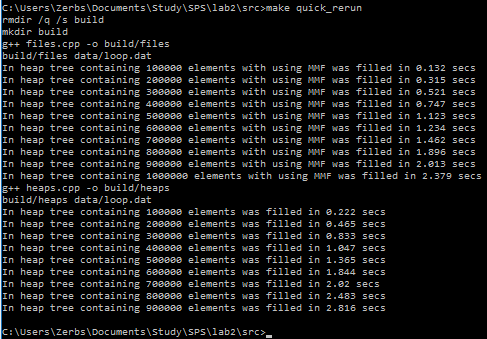 C:\Users\Zerbs\Documents\Study\SPS\lab2\src>make quick_rerun
rmdir /q /s build
mkdir build
g++ files.cpp -o build/files
build/files data/loop.dat
In heap tree containing 100000 elements with using MMF was filled in 0.132 secs
In heap tree containing 200000 elements with using MMF was filled in 0.315 secs
In heap tree containing 300000 elements with using MMF was filled in 0.521 secs
In heap tree containing 400000 elements with using MMF was filled in 0.747 secs
In heap tree containing 500000 elements with using MMF was filled in 1.123 secs
In heap tree containing 600000 elements with using MMF was filled in 1.234 secs
In heap tree containing 700000 elements with using MMF was filled in 1.462 secs
In heap tree containing 800000 elements with using MMF was filled in 1.896 secs
In heap tree containing 900000 elements with using MMF was filled in 2.013 secs
In heap tree containing 1000000 elements with using MMF was filled in 2.379 secs
g++ heaps.cpp -o build/heaps
build/heaps data/loop.dat
In heap tree containing 100000 elements was filled in 0.222 secs
In heap tree containing 200000 elements was filled in 0.465 secs
In heap tree containing 300000 elements was filled in 0.833 secs
In heap tree containing 400000 elements was filled in 1.047 secs
In heap tree containing 500000 elements was filled in 1.365 secs
In heap tree containing 600000 elements was filled in 1.844 secs
In heap tree containing 700000 elements was filled in 2.02 secs
In heap tree containing 800000 elements was filled in 2.483 secs
In heap tree containing 900000 elements was filled in 2.816 secs
C:\Users\Zerbs\Documents\Study\SPS\lab2\src>